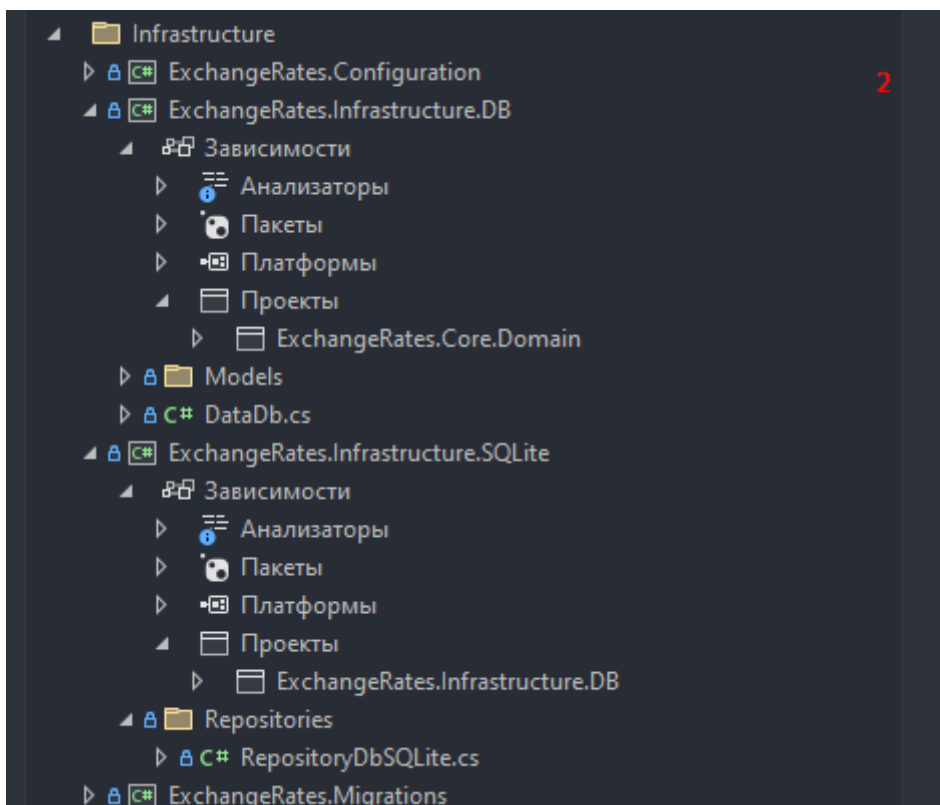 Infrastructure
C# ExchangeRates.Configuration
2
C# ExchangeRates.Infrastructure.DB
Зависимости
Анализаторы
Пакеты
Платформы
Проекты
ExchangeRates.Core.Domain
Models
C# DataDb.cs
C# ExchangeRates.Infrastructure.SQLite
Зависимости
Анализаторы
Пакеты
Платформы
Проекты
ExchangeRates.Infrastructure.DB
Repositories
C# RepositoryDbSQLite.cs
C# ExchangeRates.Migrations